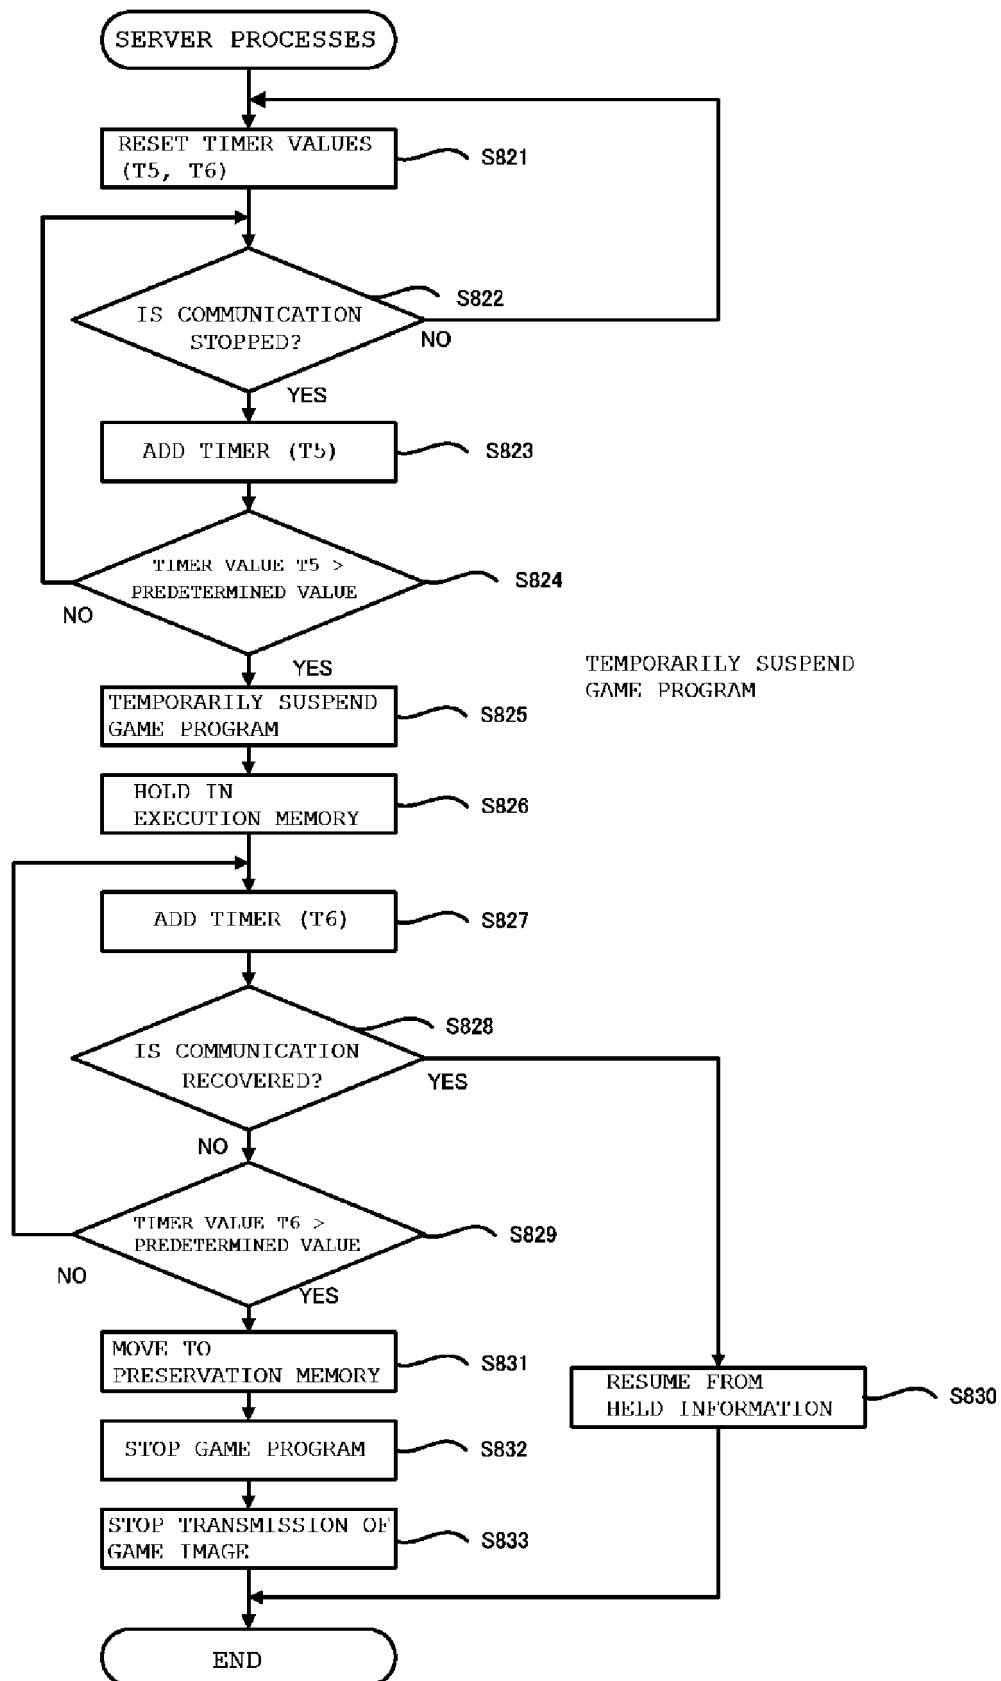 SERVER PROCESSES
RESET TIMER VALUES
(T5, T6)
S821
S822
IS COMMUNICATION
STOPPED?
NO
YES
ADD TIMER (T5)
S823
TIMER VALUE T5 >
PREDETERMINED VALUE
S824
NO
YES
TEMPORARILY SUSPEND
GAME PROGRAM
TEMPORARILY SUSPEND
GAME PROGRAM
S825
HOLD IN
EXECUTION MEMORY
S826
ADD TIMER (T6)
S827
S828
IS COMMUNICATION
RECOVERED?
YES
NO
TIMER VALUE T6 >
PREDETERMINED VALUE
S829
NO
YES
MOVE TO
PRESERVATION MEMORY
S831
RESUME FROM
HELD INFORMATION
S830
STOP GAME PROGRAM
S832
STOP TRANSMISSION OF
GAME IMAGE
S833
END